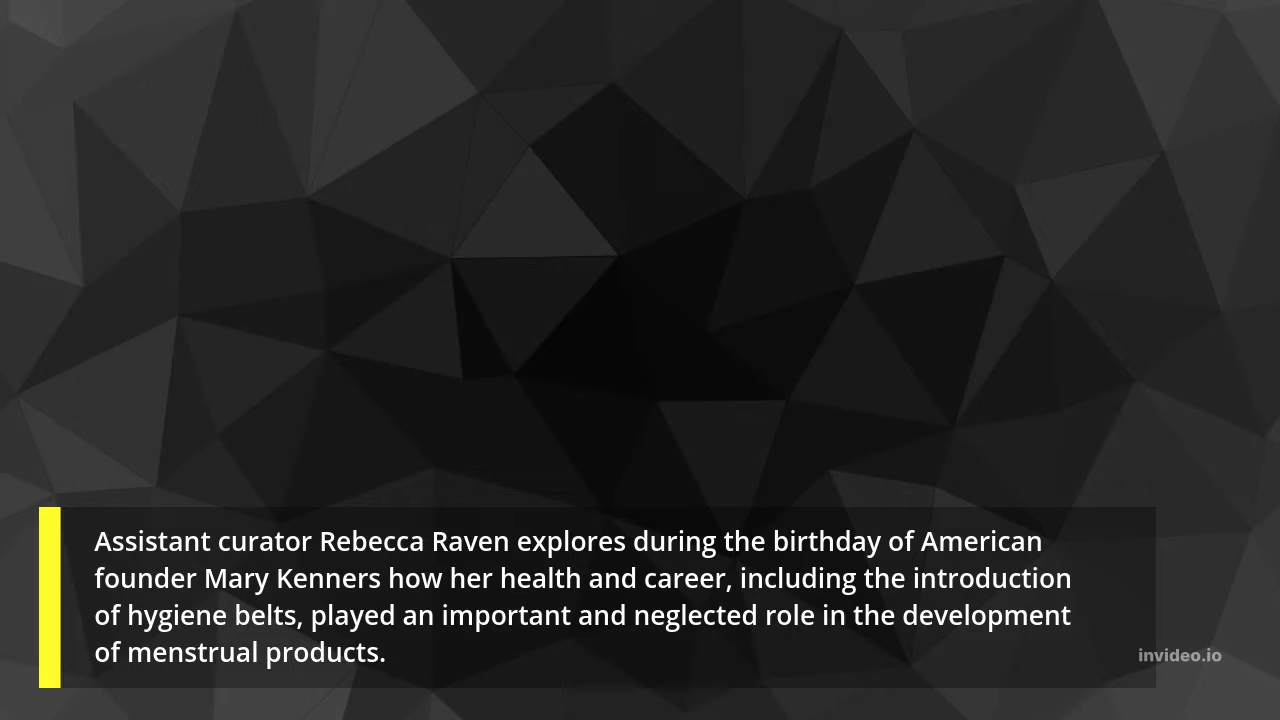 Assistant curator Rebecca Raven explores during the birthday of American
founder Mary Kenners how her health and career, including the introduction
of hygiene belts, played an important and neglected role in the development
of menstrual products.
invideo.io